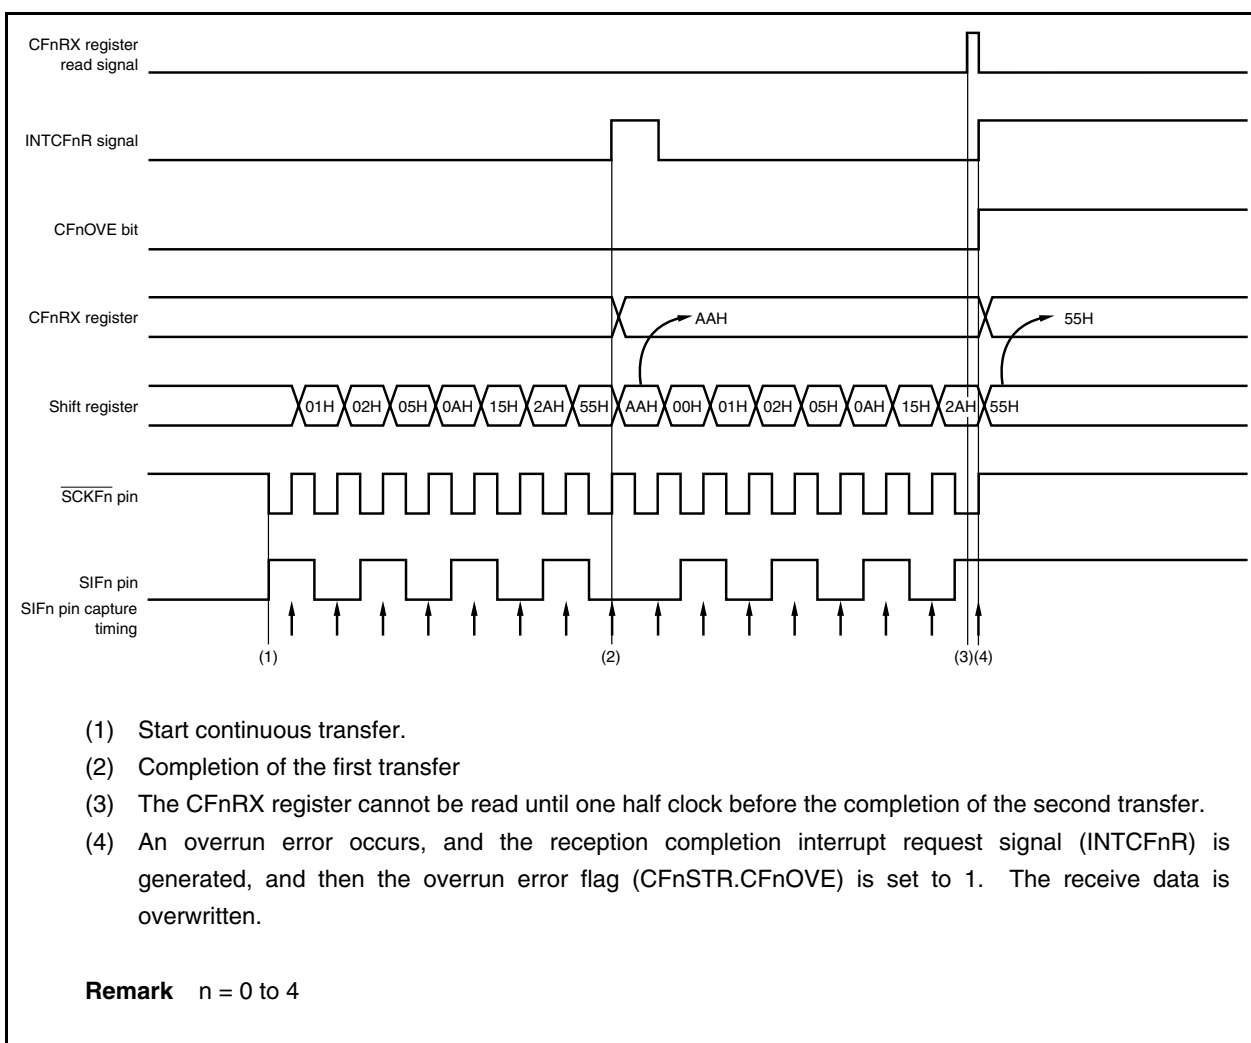 CFnRX register
read signal
INTCFnR signal
CFnOVE bit
CFnRX register
AAH
55H
Shift register
01H 02H 05H 0AH 15H 2AH 55H AAH 00H 01H 02H 05H 0AH 15H 2AH 55H
SCKFn pin
SIFn pin
SIFn pin capture
timing
(1) (2) (3)(4)
(1) Start continuous transfer.
(2) Completion of the first transfer
(3) The CFnRX register cannot be read until one half clock before the completion of the second transfer.
(4) An overrun error occurs, and the reception completion interrupt request signal (INTCFnR) is
generated, and then the overrun error flag (CFnSTR.CFnOVE) is set to 1. The receive data is
overwritten.
Remark n = 0 to 4